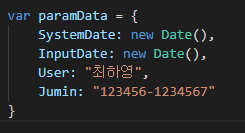 var paramData = {
    SystemDate: new Date(),
    InputDate: new Date(),
    User: "최하영",
    Jumin: "123456-1234567"
}